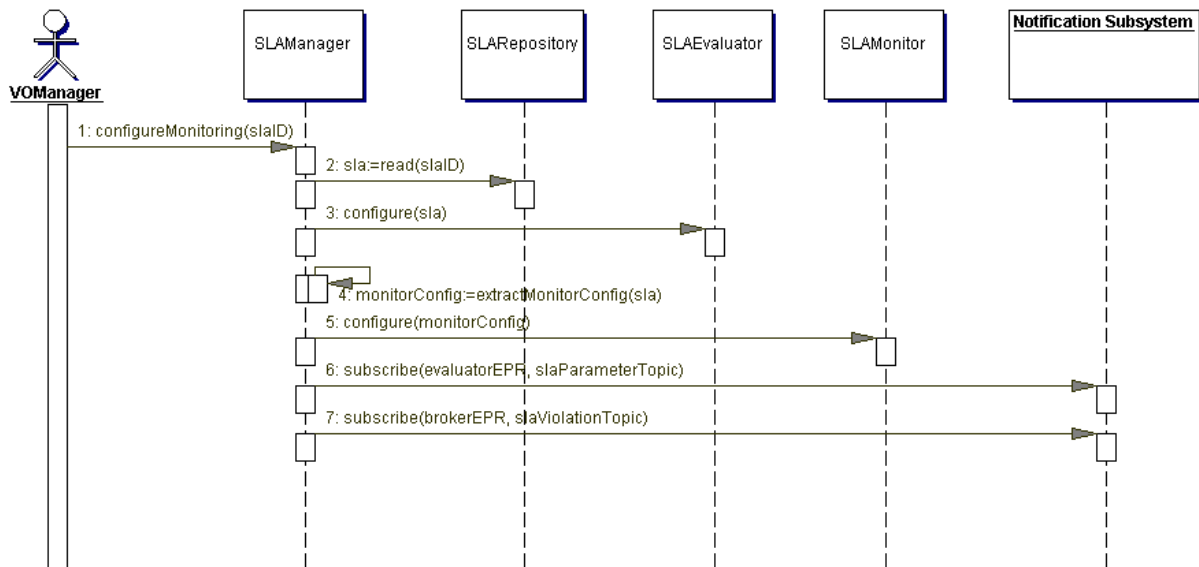 Notification Subsystem
SLAManager
SLARepository
SLAEvaluator
SLAMonitor
VOManager
1: configureMonitoring(slaID)
2: sla:=read(slaID)
3: configure(sla)
4: monitorConfig:=extractMonitorConfig(sla)
5: configure(monitorConfig)
6: subscribe(evaluatorEPR, slaParameterTopic)
7: subscribe(brokerEPR, slaViolationTopic)